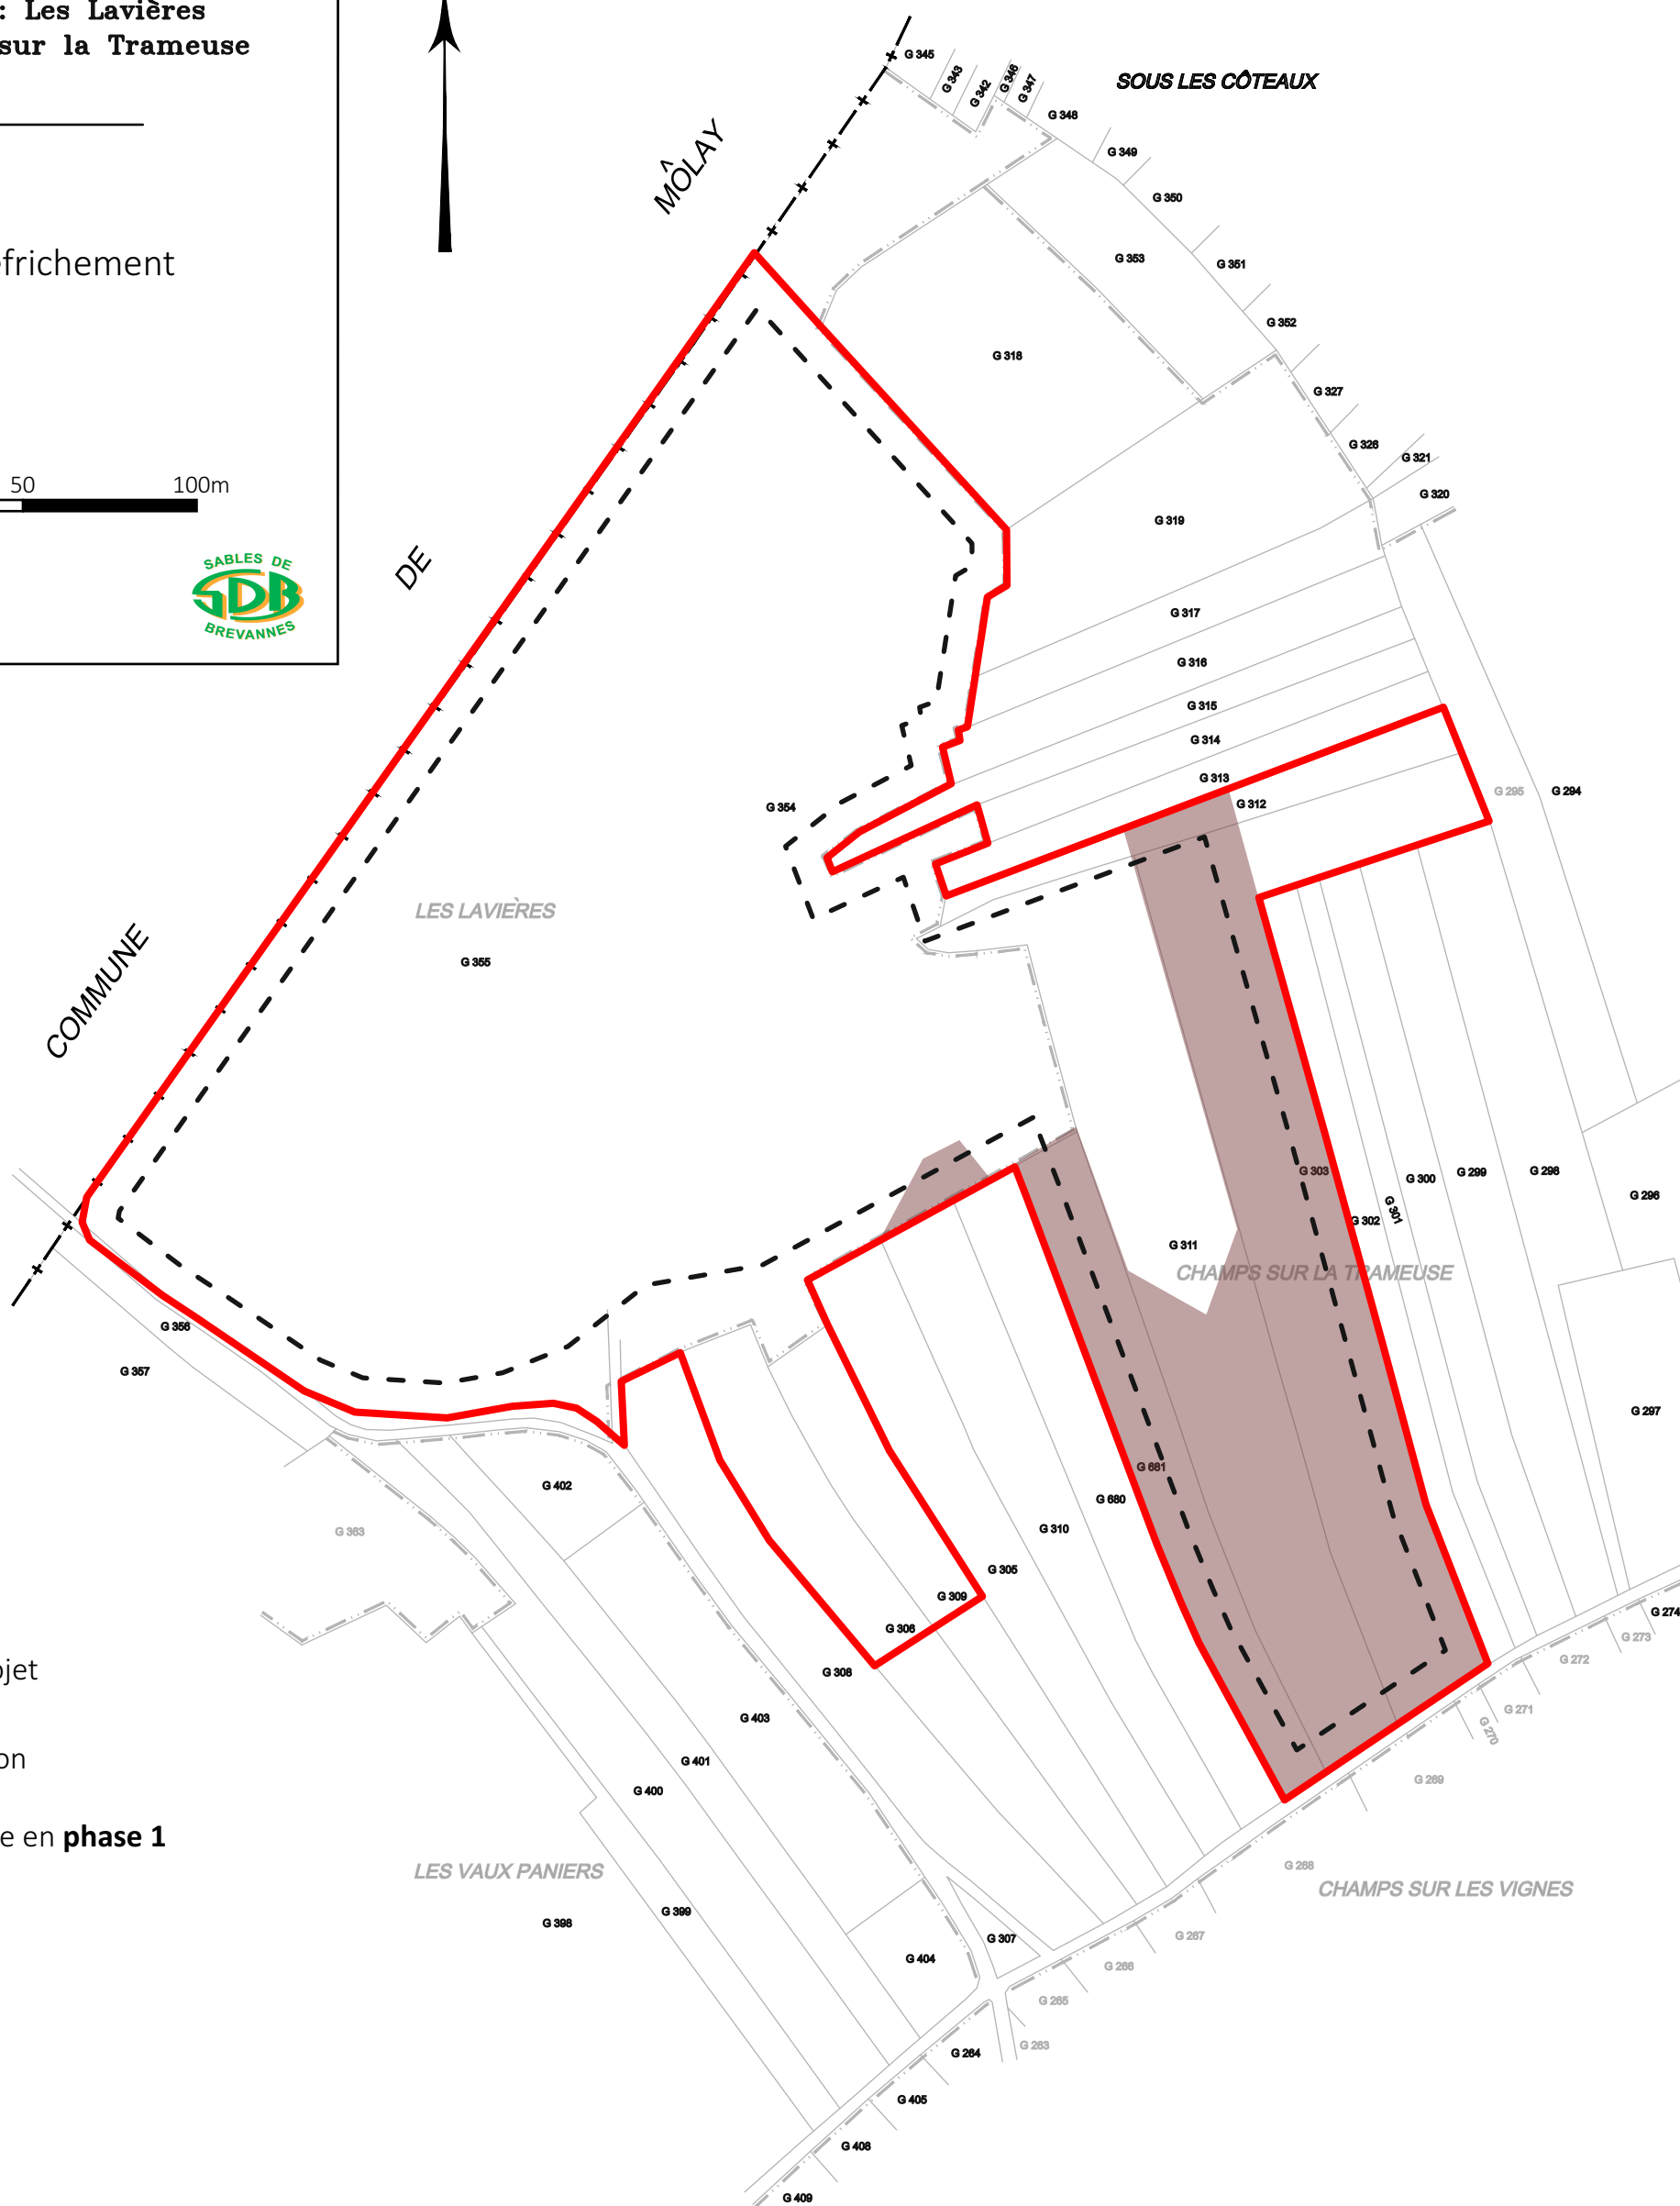 : Les Lavières
sur la Trameuse
frichement
50 100m
SABLES DE
SDB
BREVANNES
COMMUNE
DE
MÔLAY
SOUS LES CÔTEAUX
G 345
G 343
G 342
G 346
G 347
G 348
G 349
G 350
G 353
G 351
G 352
G 318
G 327
G 326
G 321
G 320
G 319
G 317
G 316
G 315
G 314
G 313
G 312
G 295
G 294
G 354
LES LAVIÈRES
G 355
G 303
G 300
G 299
G 298
G 296
G 301
G 302
G 311
CHAMPS SUR LA TRAMEUSE
G 356
G 357
G 297
G 681
G 680
G 402
G 310
G 363
G 305
G 309
G 306
G 308
G 274
G 273
G 272
G 271
G 270
G 269
G 403
G 401
G 400
jet
on
e en phase 1
LES VAUX PANIERS
G 268
CHAMPS SUR LES VIGNES
G 399
G 398
G 307
G 267
G 404
G 266
G 265
G 263
G 264
G 405
G 408
G 409